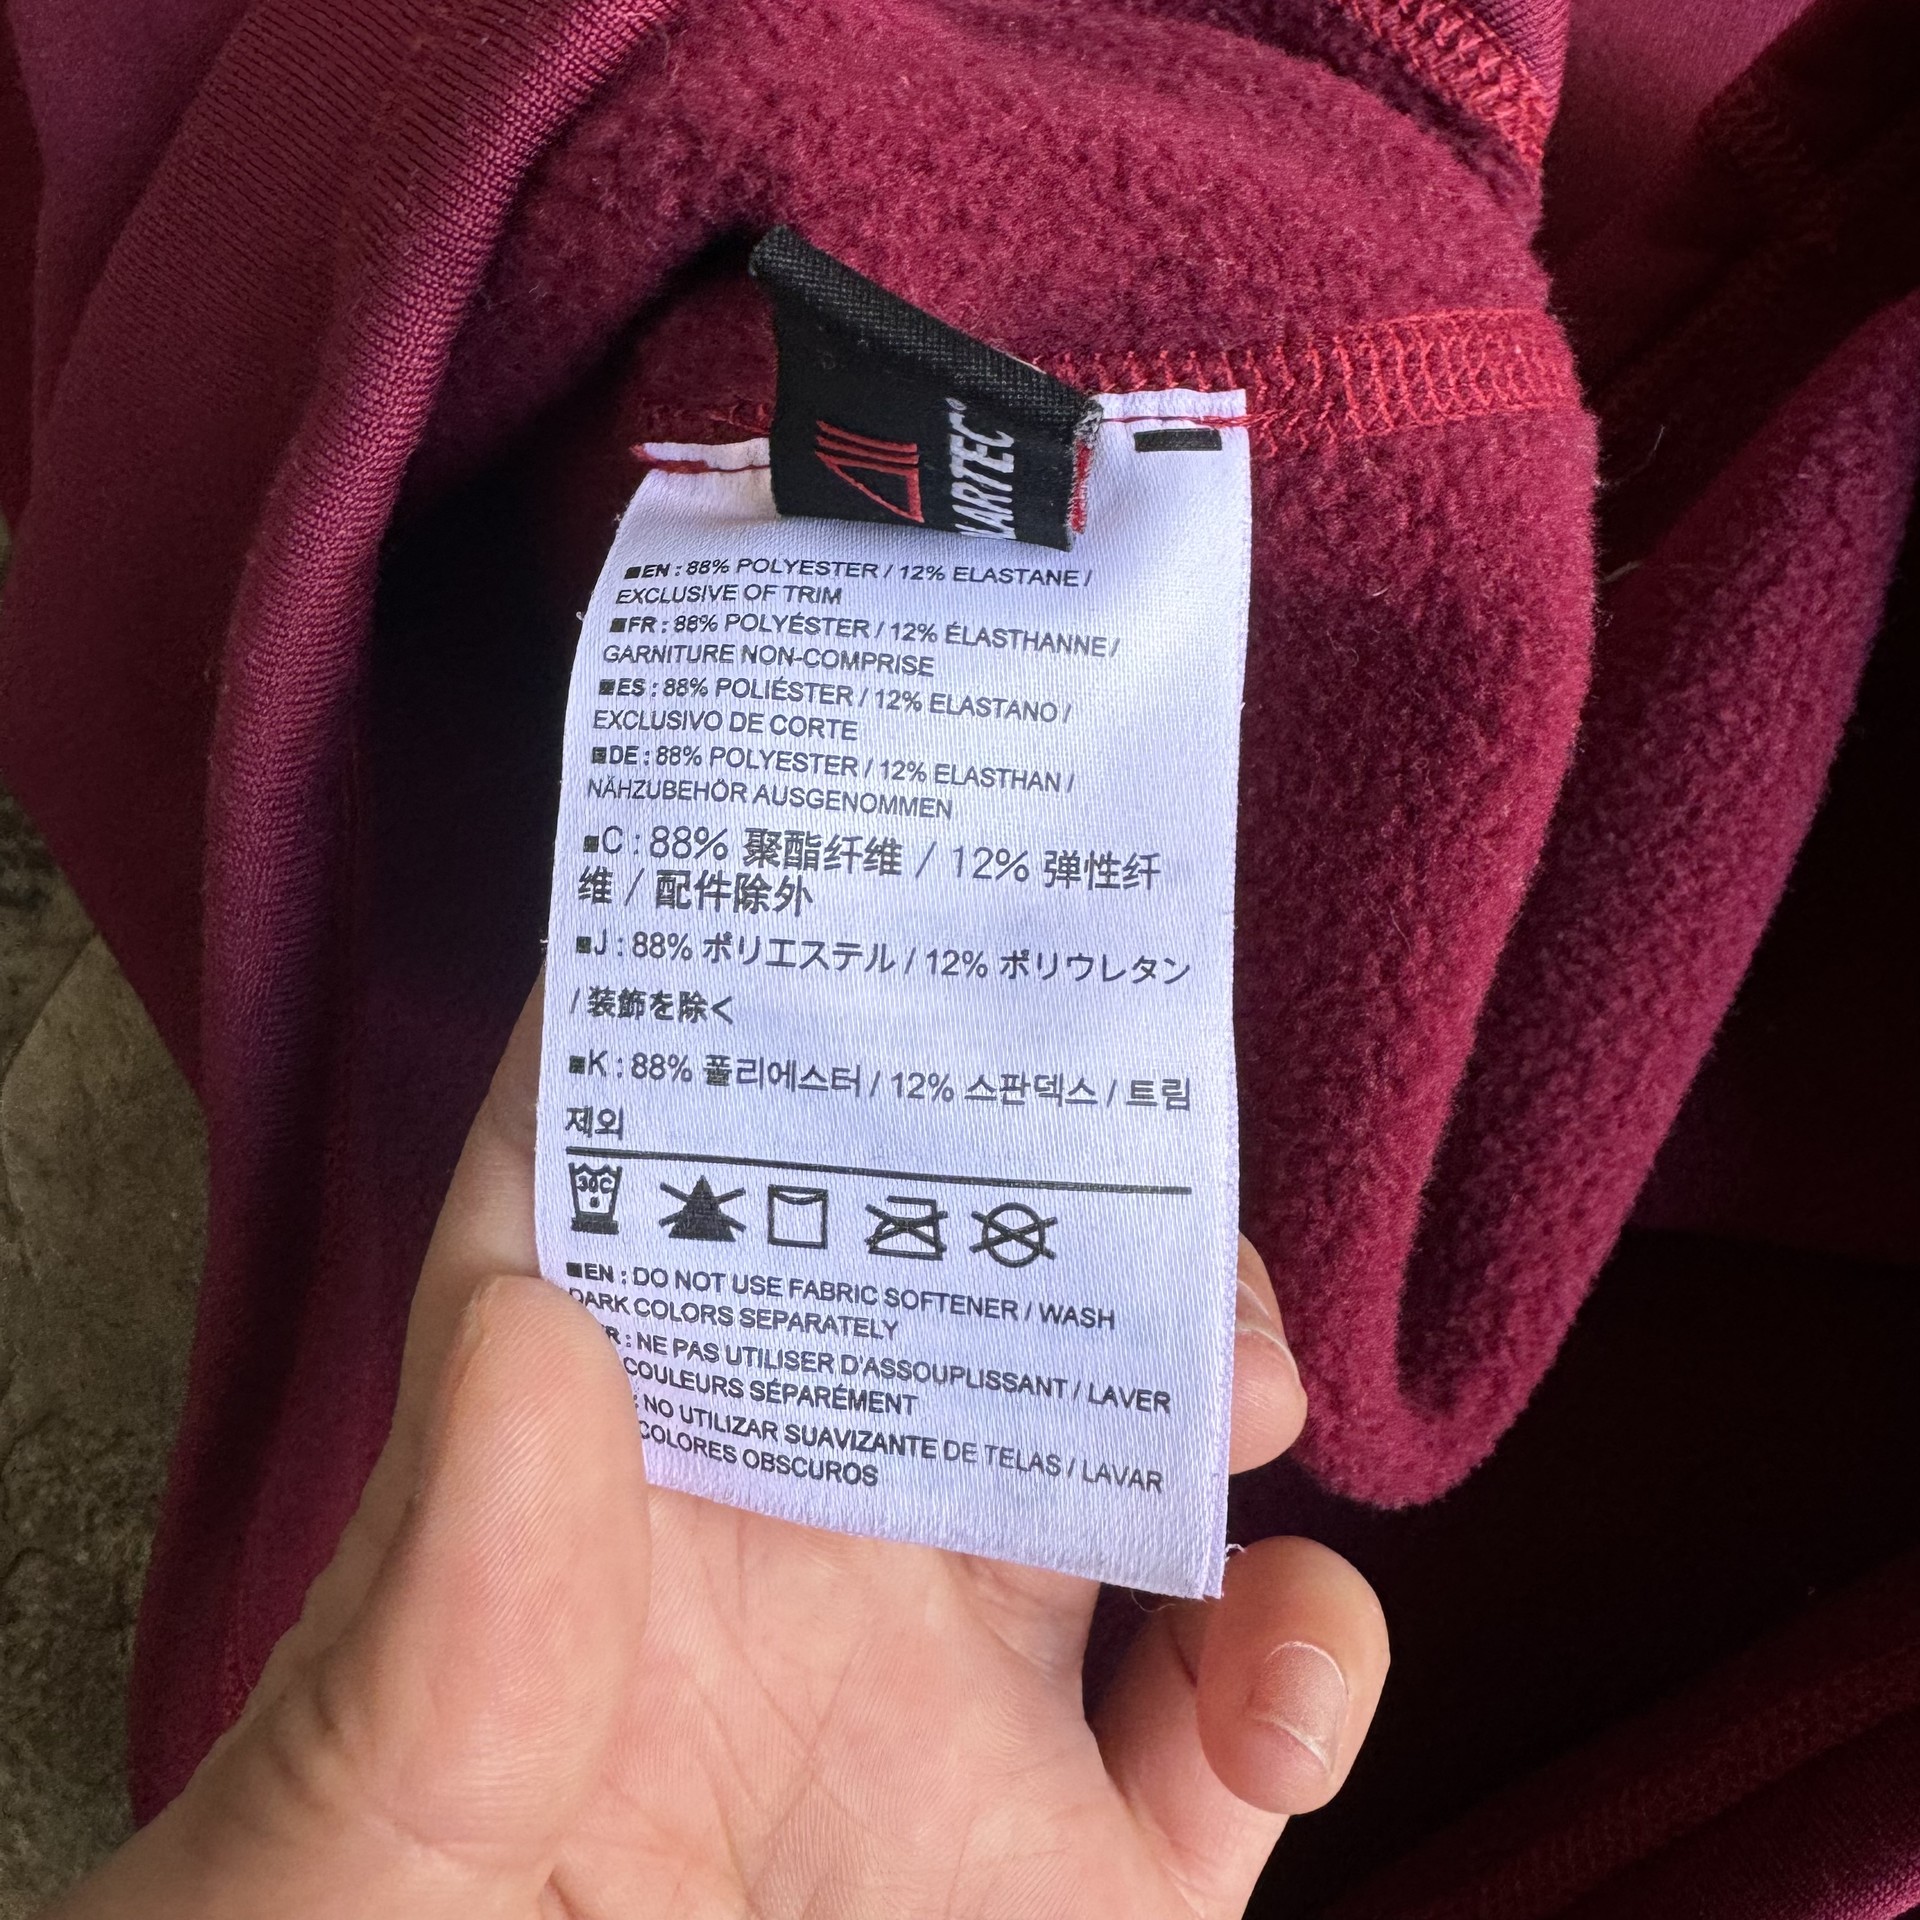 LARTEC®
EN : 88% POLYESTER / 12% ELASTANE /
EXCLUSIVE OF TRIM
FR : 88% POLYÉSTER / 12% ÉLASTHANNE /
GARNITURE NON-COMPRISE
ES : 88% POLIÉSTER / 12% ELASTANO /
EXCLUSIVO DE CORTE
DE : 88% POLYESTER / 12% ELASTHAN /
NÄHZUBEHÖR AUSGENOMMEN
C : 88% 聚酯纤维 / 12% 弹性纤
维 / 配件除外
J : 88% ポリエステル / 12% ポリウレタン
/ 装飾を除く
K : 88% 폴리에스터 / 12% 스판덱스 / 트림
제외
30C
EN : DO NOT USE FABRIC SOFTENER / WASH
DARK COLORS SEPARATELY
R : NE PAS UTILISER D'ASSOUPLISSANT / LAVER
COULEURS SÉPARÉMENT
: NO UTILIZAR SUAVIZANTE DE TELAS / LAVAR
COLORES OBSCUROS